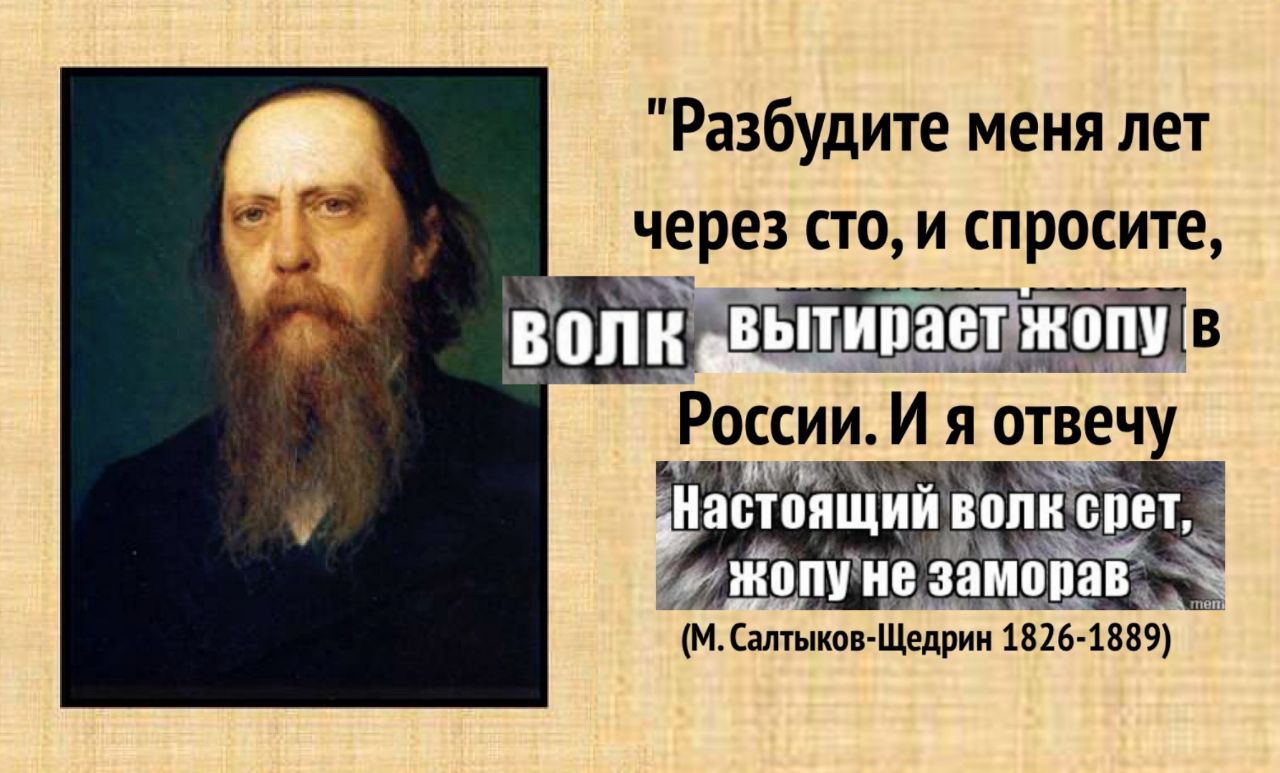 "Разбудите меня лет
через сто, и спросите,
волк вытирает жопу в
России. И я отвечу
Настоящий волк срет,
жопу не заморав
mem
(М. Салтыков-Щедрин 1826-1889)